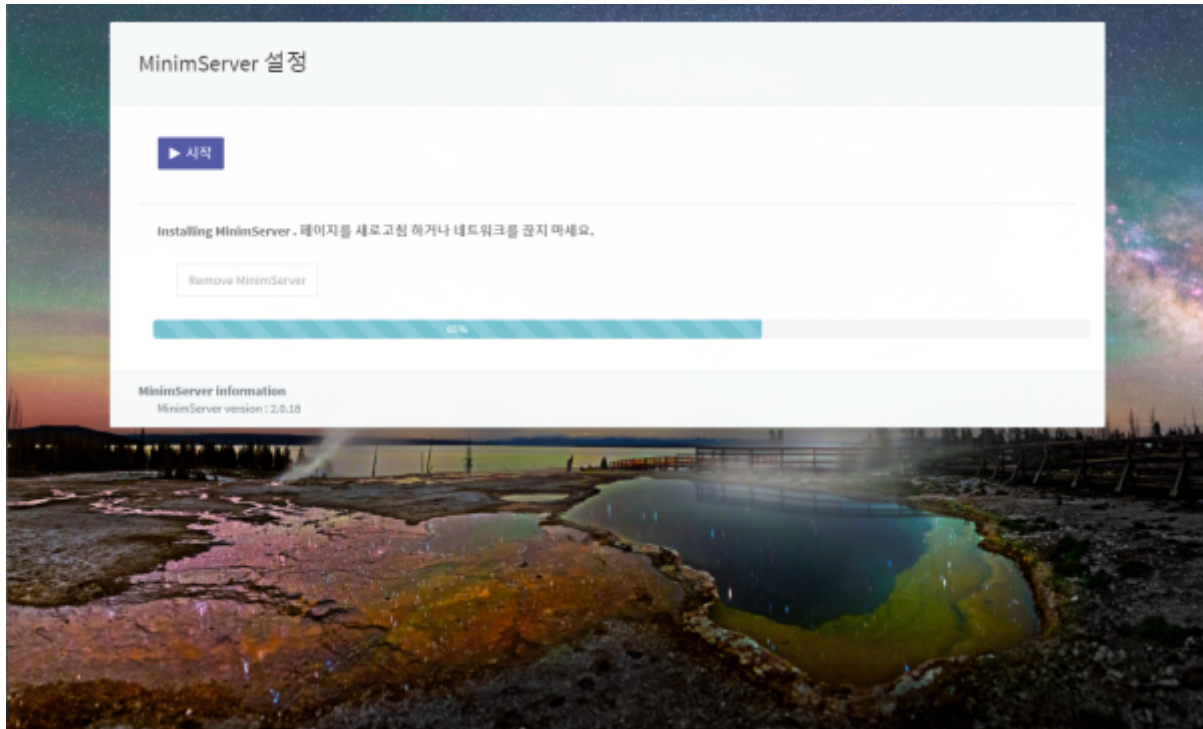 MinimServer 설정
▶ 시작
Installing MinimServer . 페이지를 새로고침 하거나 네트워크를 끊지 마세요.
Remove MinimServer
65%
MinimServer information
MinimServer version : 2.0.18